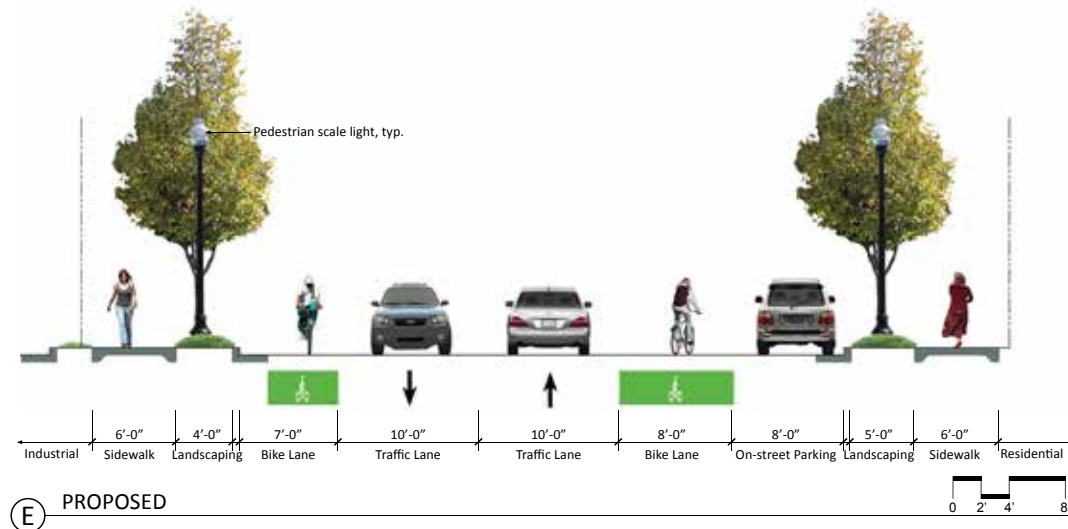 Pedestrian scale light, typ.
6'-0" 4'-0" 7'-0" 10'-0" 10'-0" 8'-0" 8'-0" 5'-0" 6'-0"
Industrial Sidewalk Landscaping Bike Lane Traffic Lane Traffic Lane Bike Lane On-street Parking Landscaping Sidewalk Residential
E PROPOSED
0 2' 4' 8